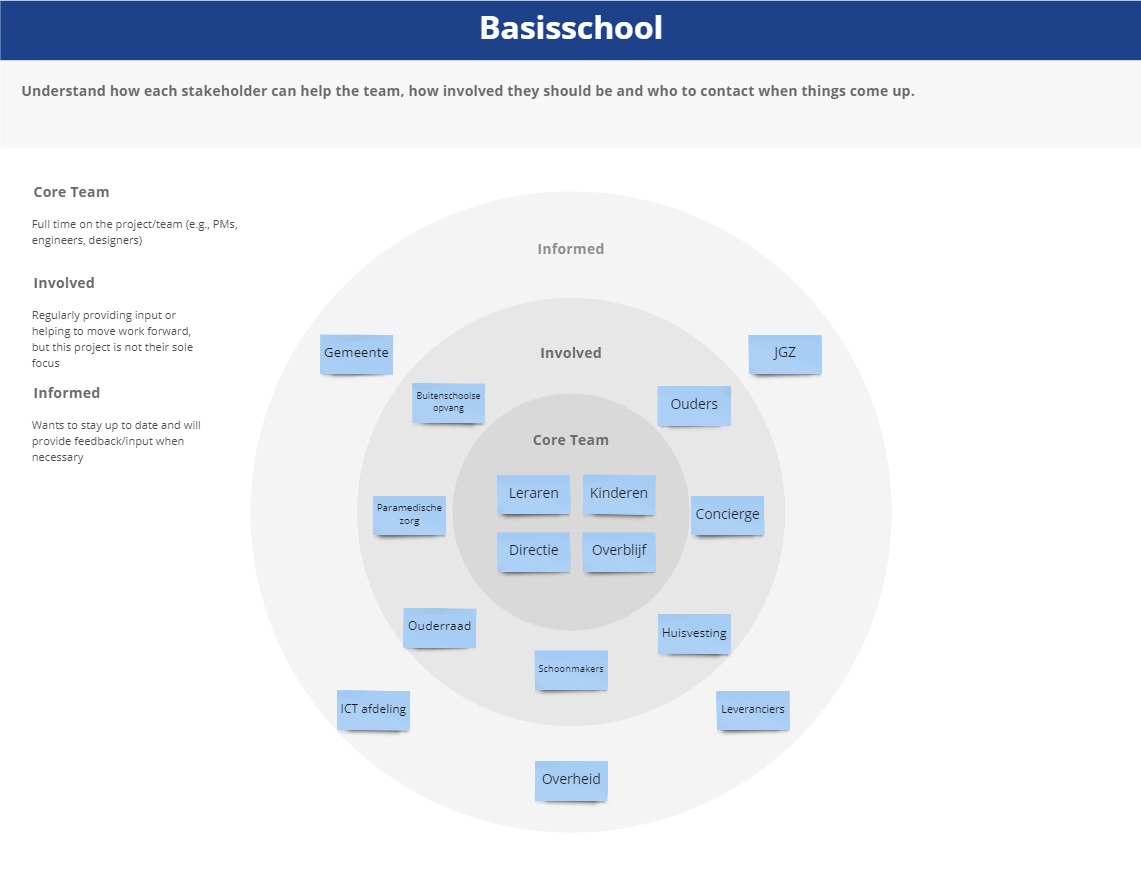 Basisschool
Understand how each stakeholder can help the team, how involved they should be and who to contact when things come up.
Core Team
Full time on the project/team (e.g., PMs,
engineers, designers)
Involved
Regularly providing input or
helping to move work forward,
but this project is not their sole
focus
Informed
Wants to stay up to date and will
provide feedback/input when
necessary
Informed
Gemeente
JGZ
Involved
Buitenschoolse
opvang
Ouders
Core Team
Leraren
Kinderen
Paramedische
zorg
Concierge
Directie
Overblijf
Ouderraad
Huisvesting
Schoonmakers
ICT afdeling
Leveranciers
Overheid